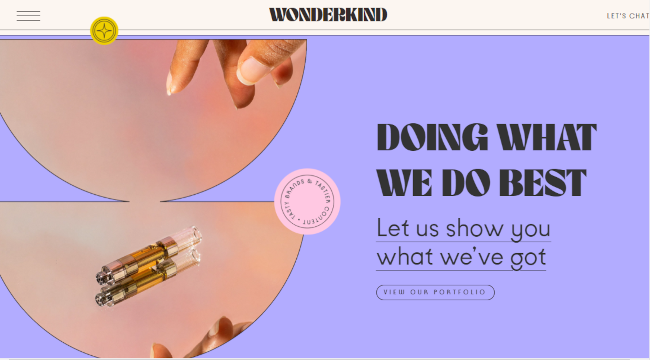 WONDERKIND
LET'S CHAT
DOING WHAT
WE DO BEST
Let us show you
what we've got
VIEW OUR PORTFOLIO
TASTY BRANDS & TASTIER CONTENT •